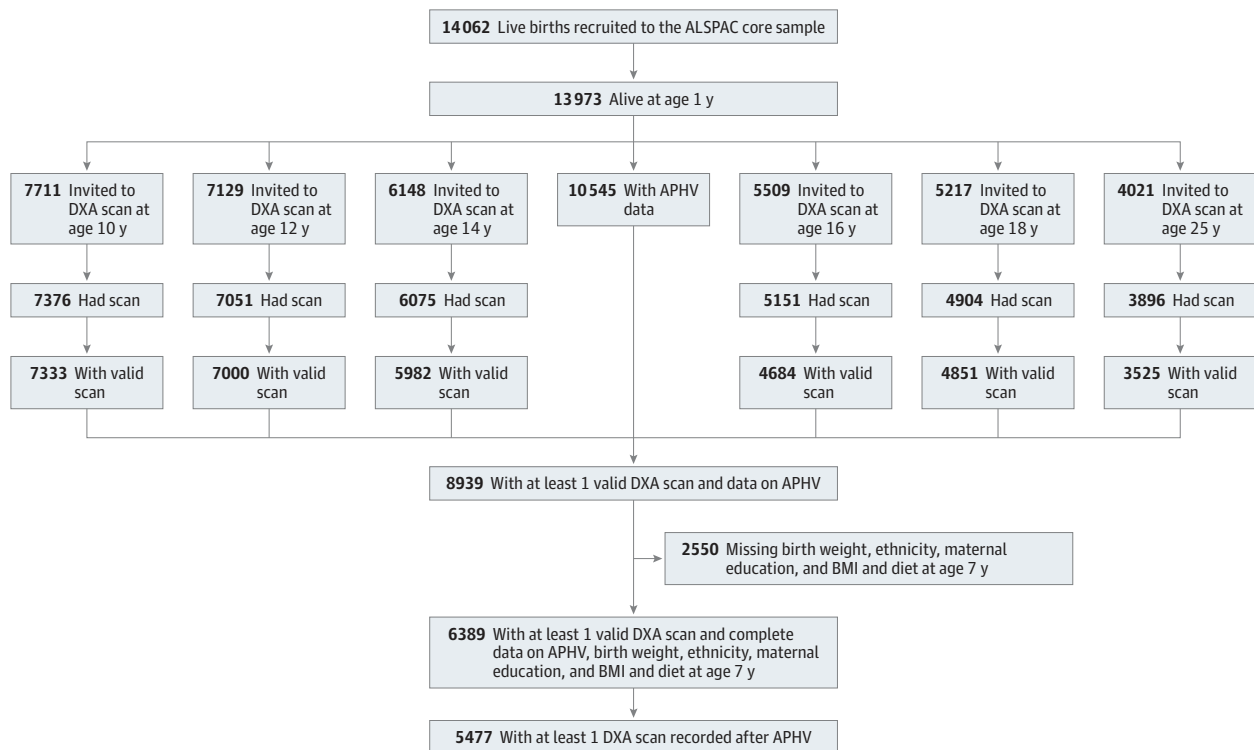 14 062 Live births recruited to the ALSPAC core sample
13 973 Alive at age 1 y
7711 Invited to
DXA scan at
age 10 y
7129 Invited to
DXA scan at
age 12 y
6148 Invited to
DXA scan at
age 14 y
10 545 With APHV
data
5509 Invited to
DXA scan at
age 16 y
5217 Invited to
DXA scan at
age 18 y
4021 Invited to
DXA scan at
age 25 y
7376 Had scan
7051 Had scan
6075 Had scan
5151 Had scan
4904 Had scan
3896 Had scan
7333 With valid
scan
7000 With valid
scan
5982 With valid
scan
4684 With valid
scan
4851 With valid
scan
3525 With valid
scan
8939 With at least 1 valid DXA scan and data on APHV
2550 Missing birth weight, ethnicity, maternal
education, and BMI and diet at age 7 y
6389 With at least 1 valid DXA scan and complete
data on APHV, birth weight, ethnicity, maternal
education, and BMI and diet at age 7 y
5477 With at least 1 DXA scan recorded after APHV